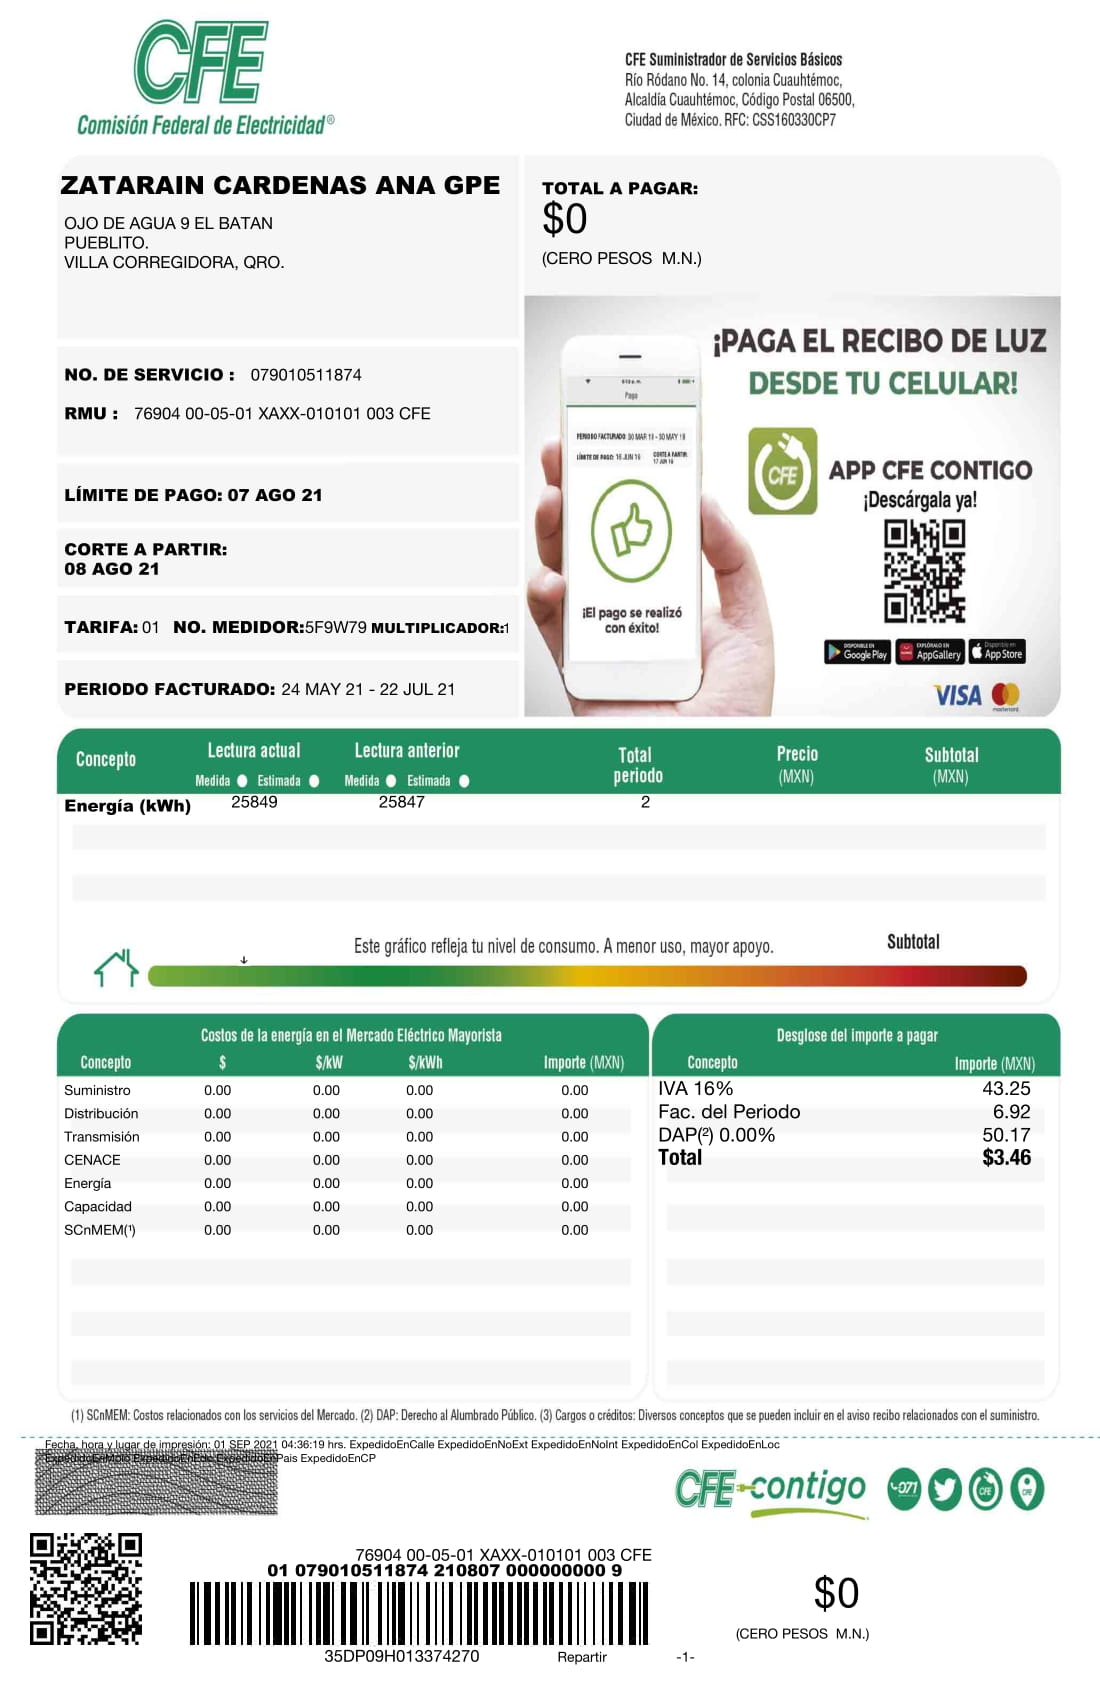 CFE
Comisión Federal de Electricidad®
CFE Suministrador de Servicios Básicos
Río Ródano No. 14, colonia Cuauhtémoc,
Alcaldía Cuauhtémoc, Código Postal 06500,
Ciudad de México. RFC: CSS160330CP7
ZATARAIN CARDENAS ANA GPE
OJO DE AGUA 9 EL BATAN
PUEBLITO.
VILLA CORREGIDORA, QRO.
TOTAL A PAGAR:
$0
(CERO PESOS M.N.)
NO. DE SERVICIO : 079010511874
RMU : 76904 00-05-01 XAXX-010101 003 CFE
LÍMITE DE PAGO: 07 AGO 21
CORTE A PARTIR:
08 AGO 21
TARIFA: 01 NO. MEDIDOR:5F9W79 MULTIPLICADOR:1
PERIODO FACTURADO: 24 MAY 21 - 22 JUL 21
¡PAGA EL RECIBO DE LUZ
DESDE TU CELULAR!
Pago
PERIODO FACTURADO: 30 MAR 19 - 30 MAY 19
LÍMITE DE PAGO: 16 JUN 19 CORTE A PARTIR:
17 JUN 19
¡El pago se realizó
con éxito!
CFE
APP CFE CONTIGO
¡Descárgala ya!
DISPONIBLE EN
Google Play
EXPLÓRALO EN
AppGallery
Disponible en
App Store
VISA
mastercard
Concepto Lectura actual Lectura anterior Total periodo Precio (MXN) Subtotal (MXN)
Medida Estimada Medida Estimada
Energía (kWh) 25849 25847 2
Este gráfico refleja tu nivel de consumo. A menor uso, mayor apoyo.
Subtotal
Costos de la energía en el Mercado Eléctrico Mayorista
Concepto $ $/kW $/kWh Importe (MXN)
Suministro 0.00 0.00 0.00 0.00
Distribución 0.00 0.00 0.00 0.00
Transmisión 0.00 0.00 0.00 0.00
CENACE 0.00 0.00 0.00 0.00
Energía 0.00 0.00 0.00 0.00
Capacidad 0.00 0.00 0.00 0.00
SCnMEM(¹) 0.00 0.00 0.00 0.00
Desglose del importe a pagar
Concepto Importe (MXN)
IVA 16% 43.25
Fac. del Periodo 6.92
DAP(²) 0.00% 50.17
Total $3.46
(1) SCnMEM: Costos relacionados con los servicios del Mercado. (2) DAP: Derecho al Alumbrado Público. (3) Cargos o créditos: Diversos conceptos que se pueden incluir en el aviso recibo relacionados con el suministro.
Fecha, hora y lugar de impresión: 01 SEP 2021 04:36:19 hrs. ExpedidoEnCalle ExpedidoEnNoExt ExpedidoEnNoInt ExpedidoEnCol ExpedidoEnLoc
ExpedidoEnMpio ExpedidoEnEdo ExpedidoEnPais ExpedidoEnCP
CFE contigo
071
CFE
CFE
76904 00-05-01 XAXX-010101 003 CFE
01 079010511874 210807 000000000 9
35DP09H013374270
Repartir
-1-
$0
(CERO PESOS M.N.)